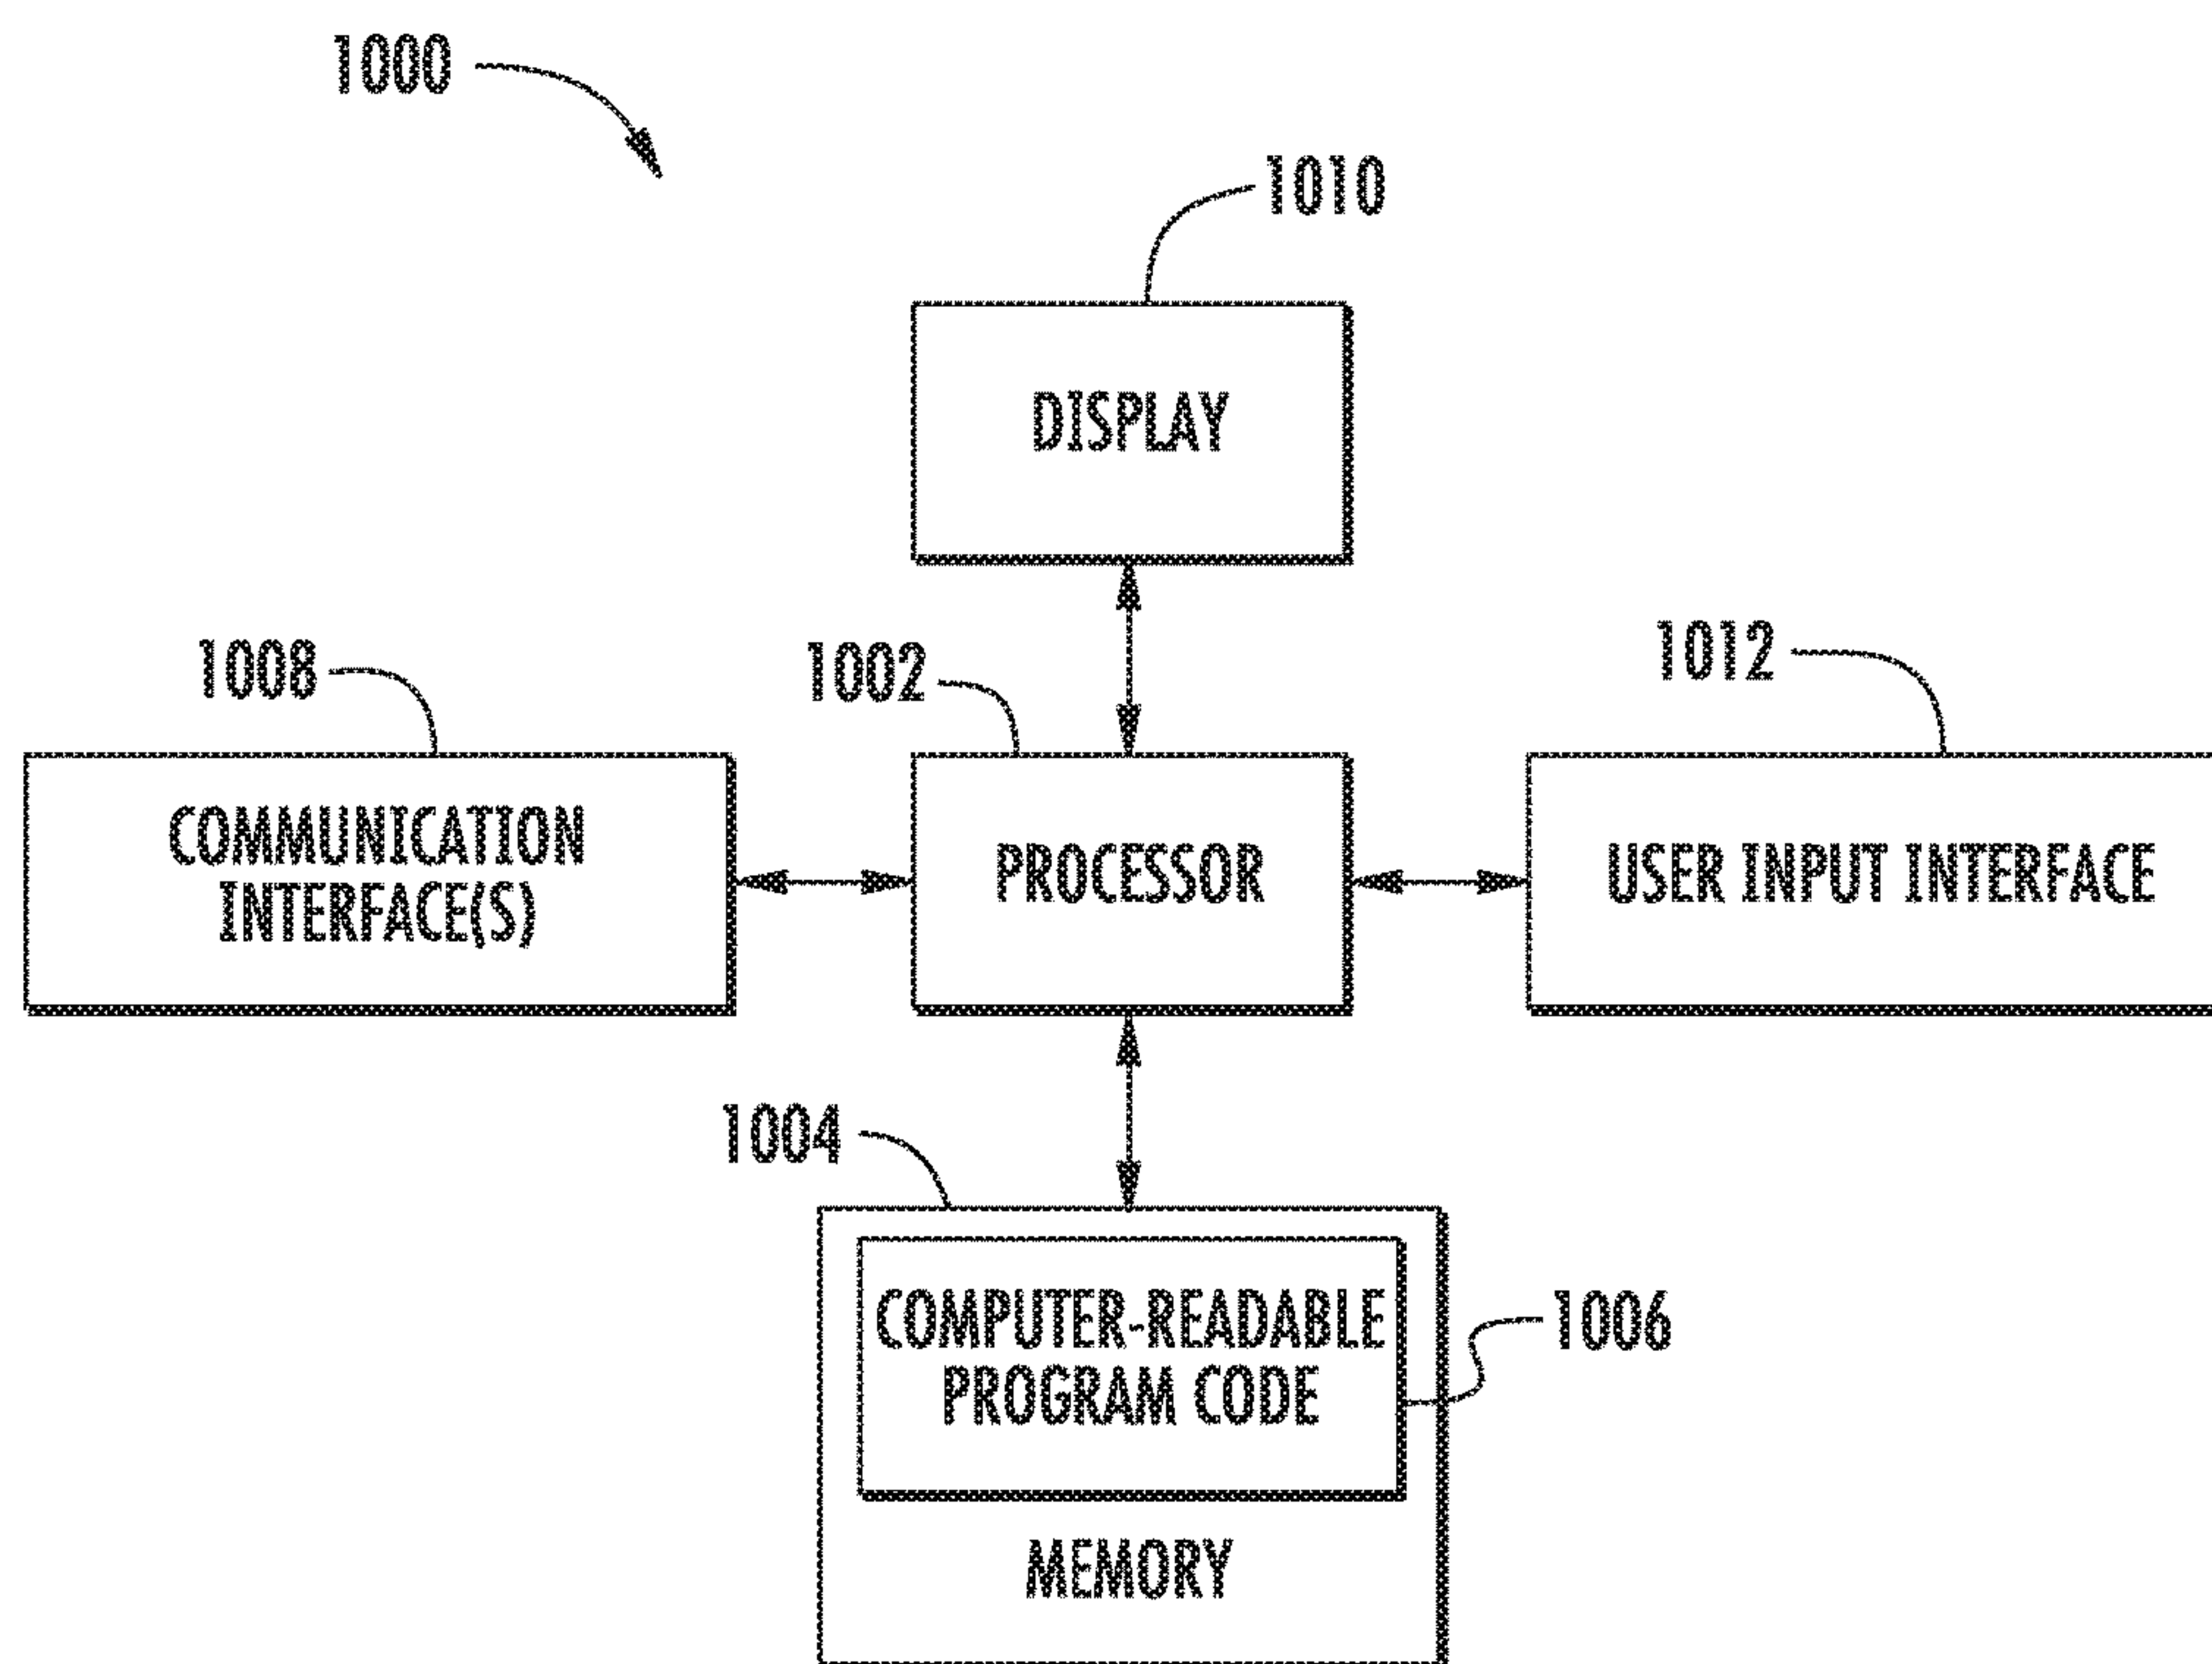 1000
1010
DISPLAY
1008
1002
1012
COMMUNICATION
INTERFACE(S)
PROCESSOR
USER INPUT INTERFACE
1004
COMPUTER-READABLE
PROGRAM CODE
1006
MEMORY